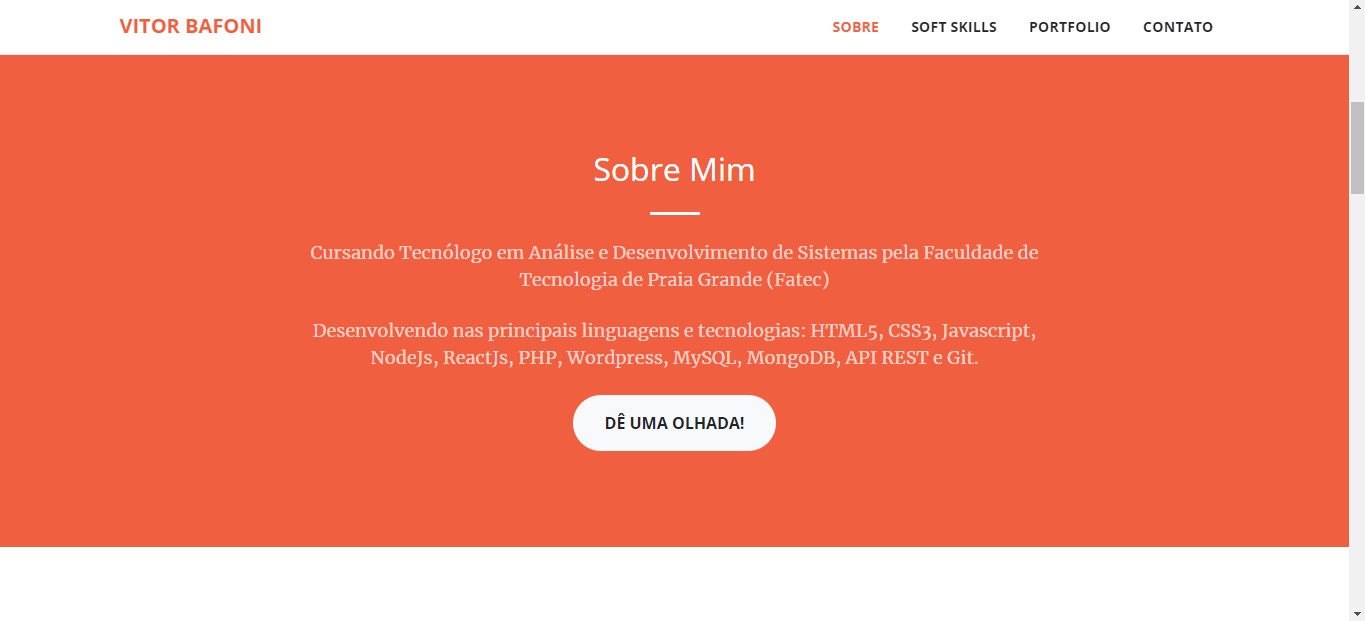 VITOR BAFONI
SOBRE SOFT SKILLS PORTFOLIO CONTATO
Sobre Mim
Cursando Tecnólogo em Análise e Desenvolvimento de Sistemas pela Faculdade de
Tecnologia de Praia Grande (Fatec)
Desenvolvendo nas principais linguagens e tecnologias: HTML5, CSS3, Javascript,
NodeJs, ReactJs, PHP, Wordpress, MySQL, MongoDB, API REST e Git.
DÊ UMA OLHADA!